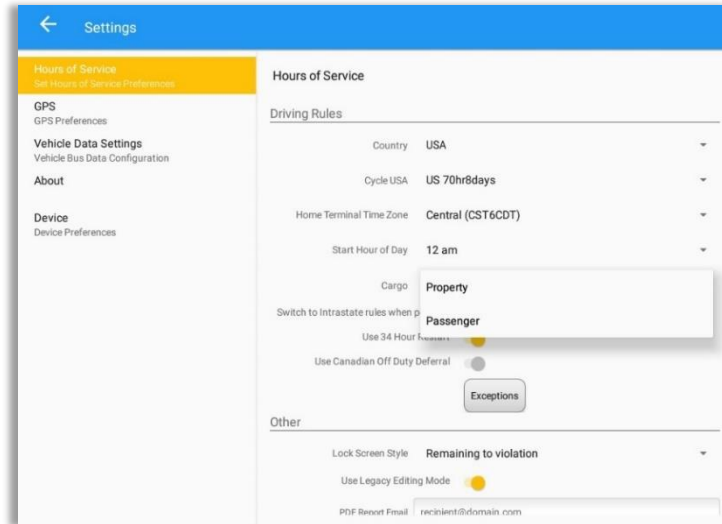 Settings
Hours of Service
Set Hours of Service Preferences
GPS
GPS Preferences
Vehicle Data Settings
Vehicle Bus Data Configuration
About
Device
Device Preferences
Hours of Service
Driving Rules
Country USA
Cycle USA US 70hr8days
Home Terminal Time Zone Central (CST6CDT)
Start Hour of Day 12 am
Cargo Property
Switch to Intrastate rules when p
Passenger
Use 34 Hour Restart
Use Canadian Off Duty Deferral
Exceptions
Other
Lock Screen Style Remaining to violation
Use Legacy Editing Mode
PDF Report Email recipient@domain.com